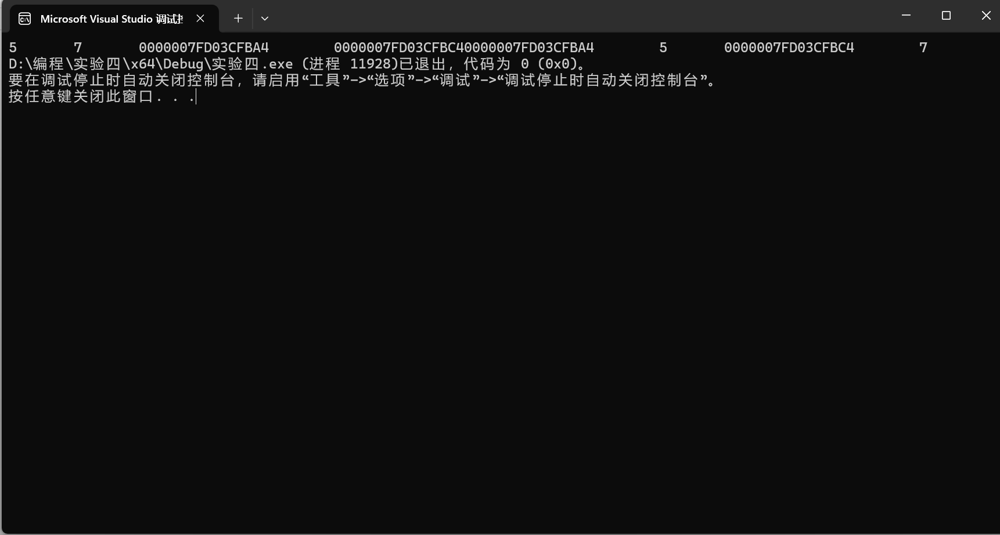 Microsoft Visual Studio 调试
5	7	0000007FD03CFBA4	0000007FD03CFBC40000007FD03CFBA4	5	0000007FD03CFBC4	7
D:\编程\实验四\x64\Debug\实验四.exe (进程 11928)已退出，代码为 0 (0x0)。
要在调试停止时自动关闭控制台，请启用“工具”->“选项”->“调试”->“调试停止时自动关闭控制台”。
按任意键关闭此窗口. . .